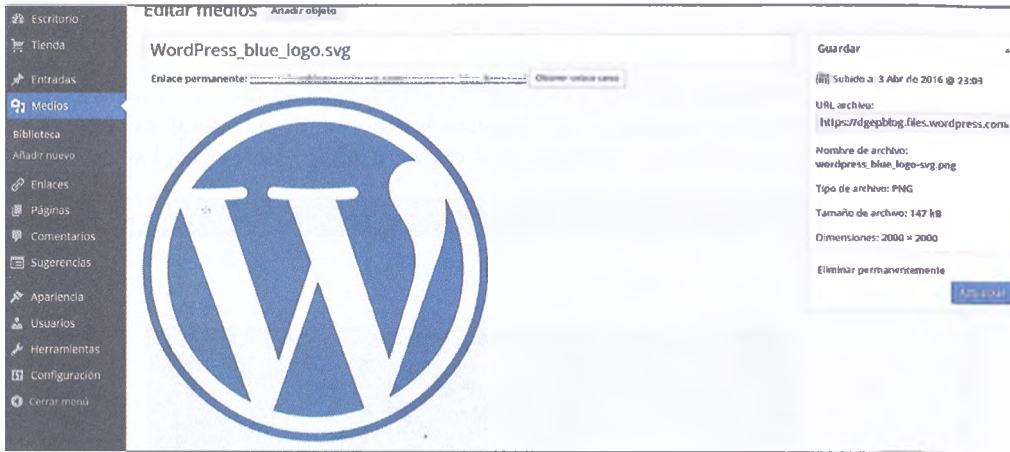 Escritorio
Tienda
Entradas
Medios
Biblioteca
Añadir nuevo
Enlaces
Páginas
Comentarios
Sugerencias
Apariencia
Usuarios
Herramientas
Configuración
Cerrar menú
Editar medios Añadir objeto
WordPress_blue_logo.svg
Enlace permanente:
Guardar
Subido a: 3 Abr de 2016 @ 23:03
URL archivo:
https://dgepblog.files.wordpress.com
Nombre de archivo:
wordpress_blue_logo-svg.png
Tipo de archivo: PNG
Tamaño de archivo: 147 kB
Dimensiones: 2000 × 2000
Eliminar permanentemente
Actualizar